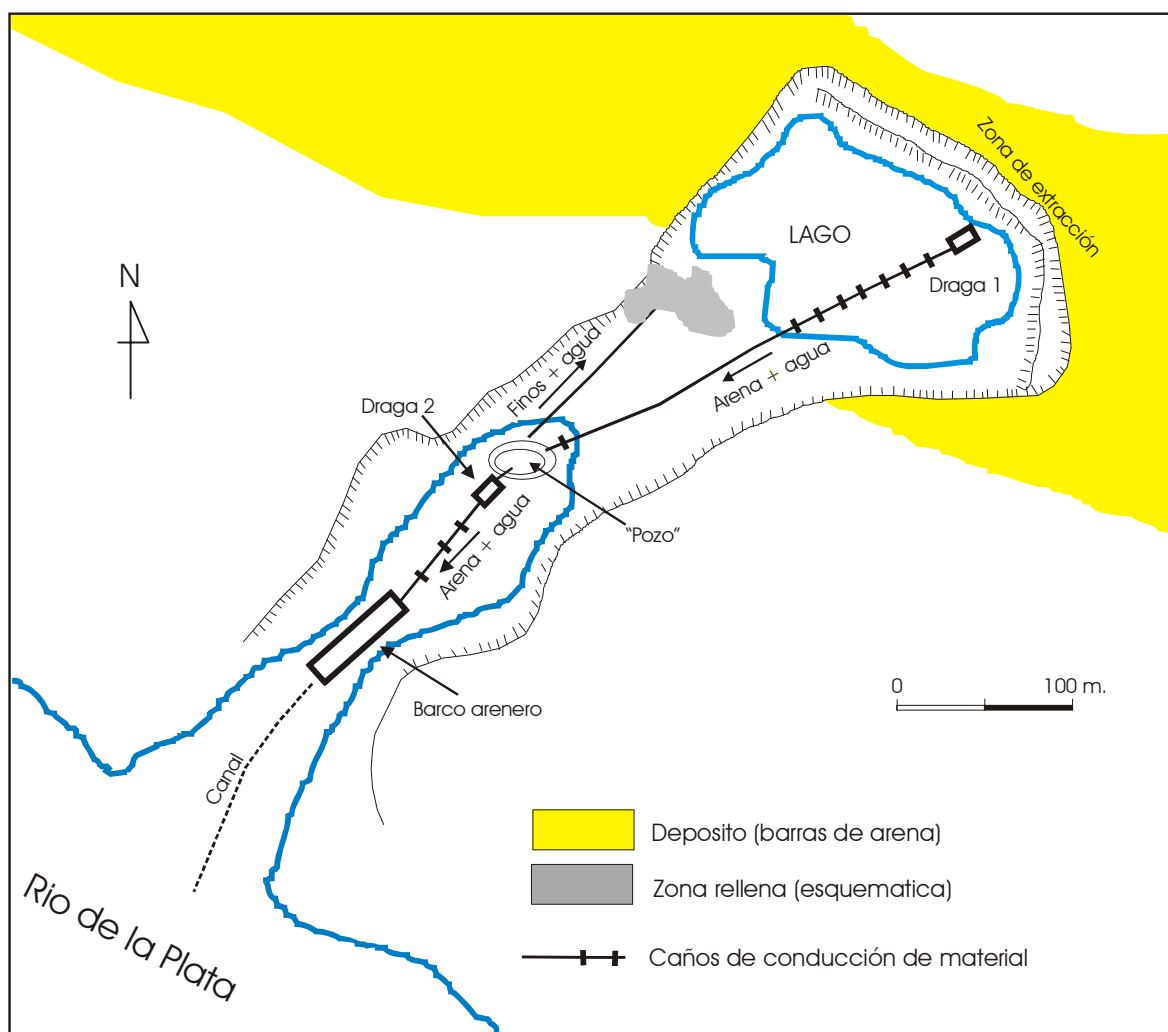 Zona de extracción
LAGO
N
Draga 1
Finos + agua
Arena + agua
Draga 2
"Pozo"
Arena + agua
0 100 m.
Barco arenero
Canal
Deposito (barras de arena)
Zona rellena (esquematica)
Rio de la Plata
Caños de conducción de material